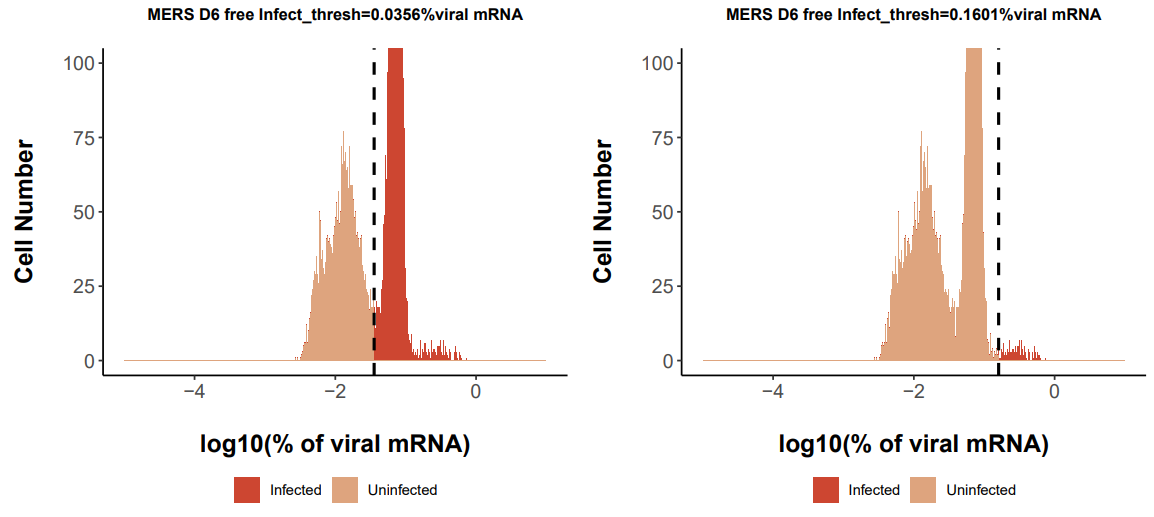 MERS D6 free Infect_thresh=0.0356%viral mRNA
Cell Number
100
75
50
25
0
−4
−2
0
log10(% of viral mRNA)
Infected
Uninfected
MERS D6 free Infect_thresh=0.1601%viral mRNA
Cell Number
100
75
50
25
0
−4
−2
0
log10(% of viral mRNA)
Infected
Uninfected